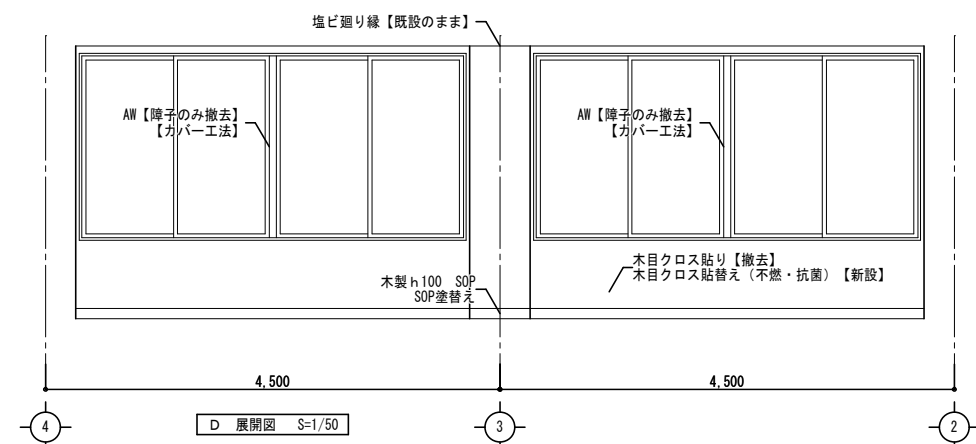 塩ビ廻り縁【既設のまま】
AW【障子のみ撤去】
【カバー工法】
AW【障子のみ撤去】
【カバー工法】
木目クロス貼り【撤去】
木目クロス貼替え（不燃・抗菌）【新設】
木製ｈ100 SOP
SOP塗替え
4,500
4,500
4
D 展開図 S=1/50
3
2